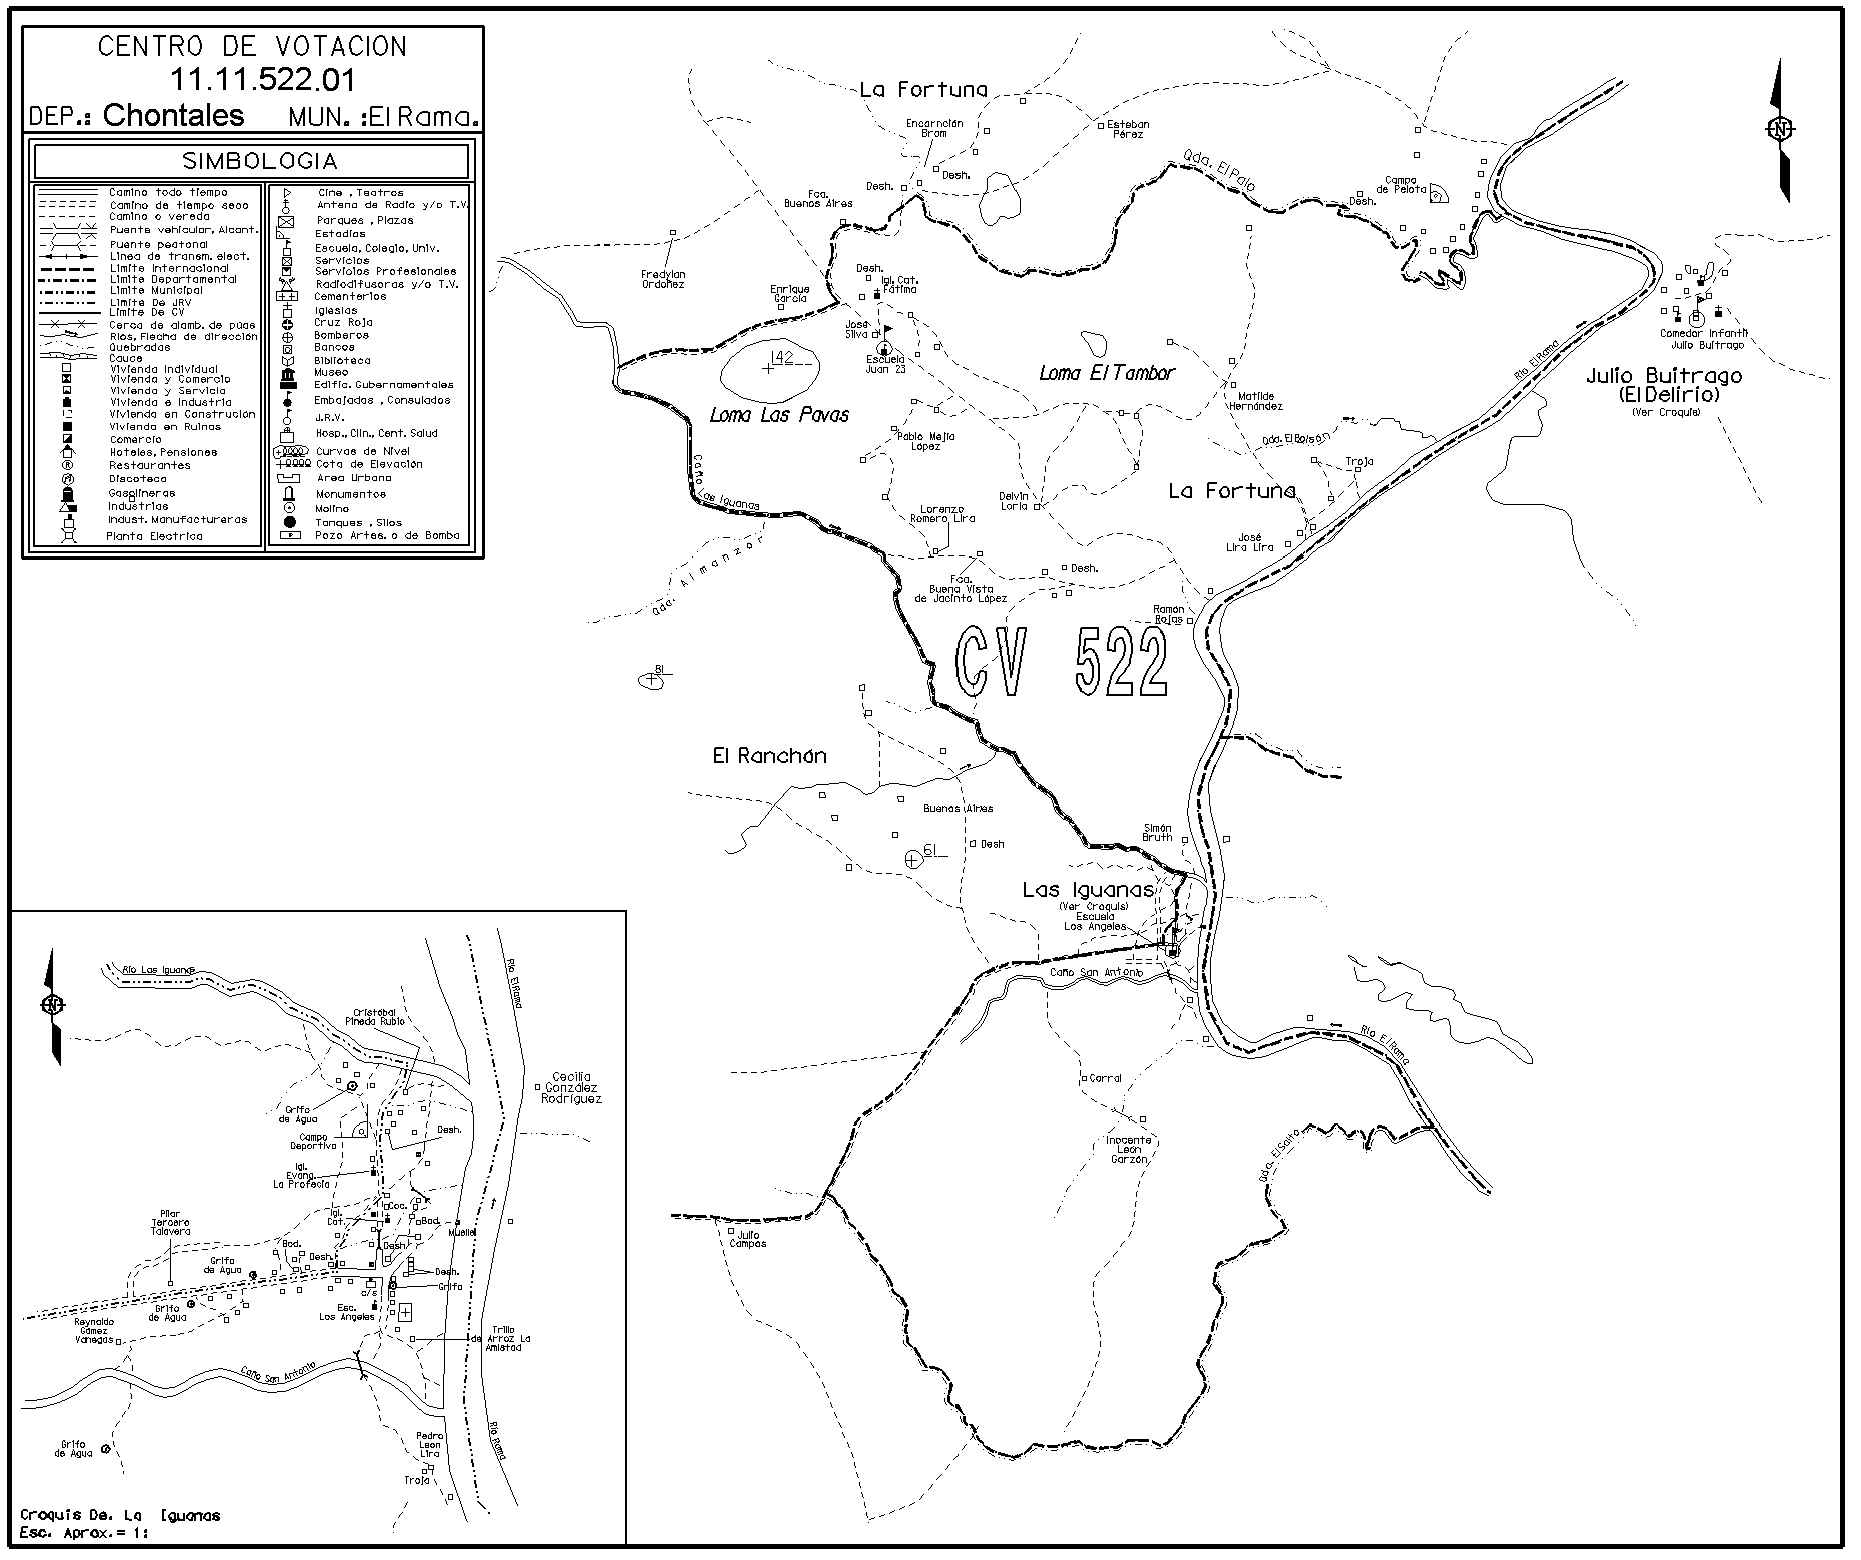 CENTRO DE VOTACION
11.11.522.01
DEP.: Chontales MUN. :El Rama.
SIMBOLOGIA
Camino todo tiempo
Camino de tiempo seco
Camino o vereda
Puente vehicular, Alcant.
Puente peatonal
Linea de transm. elect.
Limite Internacional
Limite Departamental
Limite Municipal
Limite De JRV
Limite De CV
Cerca de alamb. de púas
Rios, Flecha de dirección
Quebradas
Cauce
Vivienda Individual
Vivienda y Comercio
Vivienda y Servicio
Vivienda e Industria
Vivienda en Construción
Vivienda en Ruinas
Comercio
Hoteles, Pensiones
Restaurantes
Discoteca
Gasolineras
Industrias
Indust. Manufactureras
Planta Electrica
Cine , Teatros
Antena de Radio y/o T.V.
Parques , Plazas
Estadios
Escuela, Colegio, Univ.
Servicios
Servicios Profesionales
Radiodifusoras y/o T.V.
Cementerios
Iglesias
Cruz Roja
Bomberos
Bancos
Biblioteca
Museo
Edific. Gubernamentales
Embajadas , Consulados
J.R.V.
Hosp., Clin., Cent. Salud
Curvas de Nivel
Cota de Elevación
Area Urbana
Monumentos
Molino
Tanques , Silos
Pozo Artes. o de Bomba
La Fortuna
Encarnción
Brom
Esteban
Pérez
Desh.
Desh.
Fca.
Buenos Aires
Qda. El Palo
Campo
de Pelota
Desh.
N
Fredylan
Ordoñez
Enrique
García
Desh.
Igl. Cat.
Fátima
José
Silva
Escuela
Juan 23
142
Loma Las Pavas
Loma El Tambor
Comedor Infantil
Julio Buitrago
Río El Rama
Julio Buitrago
(El Delirio)
(Ver Croquis)
Matilde
Hernández
Pablo Mejía
López
Qda. El Bolsón
Troja
Caño Las Iguanas
La Fortuna
Delvin
Loria
Lorenzo
Romero Lira
José
Lira Lira
Qda. Almanzor
Fca.
Buena Vista
de Jacinto López
Desh.
Ramón
Rojas
CV 522
81
El Ranchón
Buenos Aires
Desh
61
Simón
Bruth
Las Iguanas
(Ver Croquis)
Escuela
Los Angeles
Caño San Antonio
Río El Rama
Corral
Inocente
León
Garzón
Qda. El Salto
Julio
Campos
N
Río Las Iguanas
Río El Rama
Cristóbal
Pineda Rubio
Cecilia
González
Rodríguez
Grifo
de Agua
Campo
Deportivo
Desh.
Igl.
Evang.
La Profecía
Pilar
Tercero
Talavera
Igl.
Cat.
Coc.
Bod.
Muelle
Bod.
Desh.
Desh.
Grifo
de Agua
Desh.
Grifo
c/s
Grifo
de Agua
Esc.
Los Angeles
Reynaldo
Gómez
Vanegas
Trillo
de Arroz La
Amistad
Caño San Antonio
Río Rama
Pedro
León
Lira
Troja
Grifo
de Agua
Croquis De. La Iguanas
Esc. Aprox.= 1: